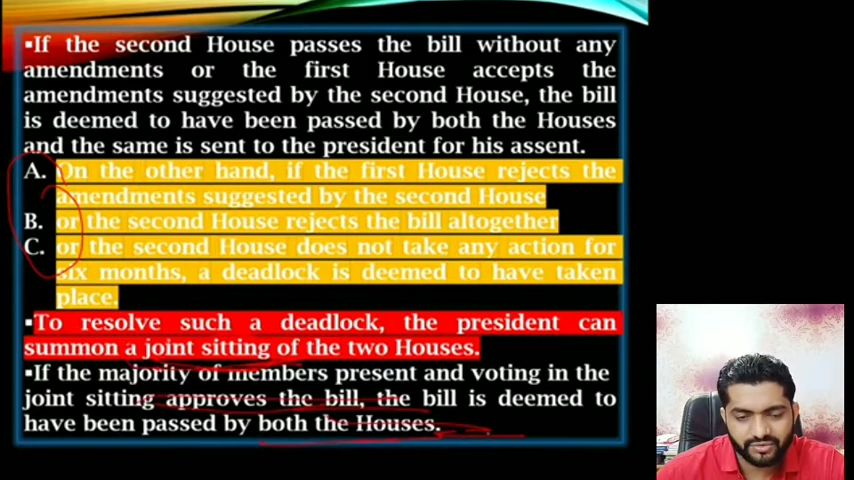 ▪If the second House passes the bill without any
amendments or the first House accepts the
amendments suggested by the second House, the bill
is deemed to have been passed by both the Houses
and the same is sent to the president for his assent.
A. On the other hand, if the first House rejects the
amendments suggested by the second House
B. or the second House rejects the bill altogether
C. or the second House does not take any action for
six months, a deadlock is deemed to have taken
place.
▪To resolve such a deadlock, the president can
summon a joint sitting of the two Houses.
▪If the majority of members present and voting in the
joint sitting approves the bill, the bill is deemed to
have been passed by both the Houses.